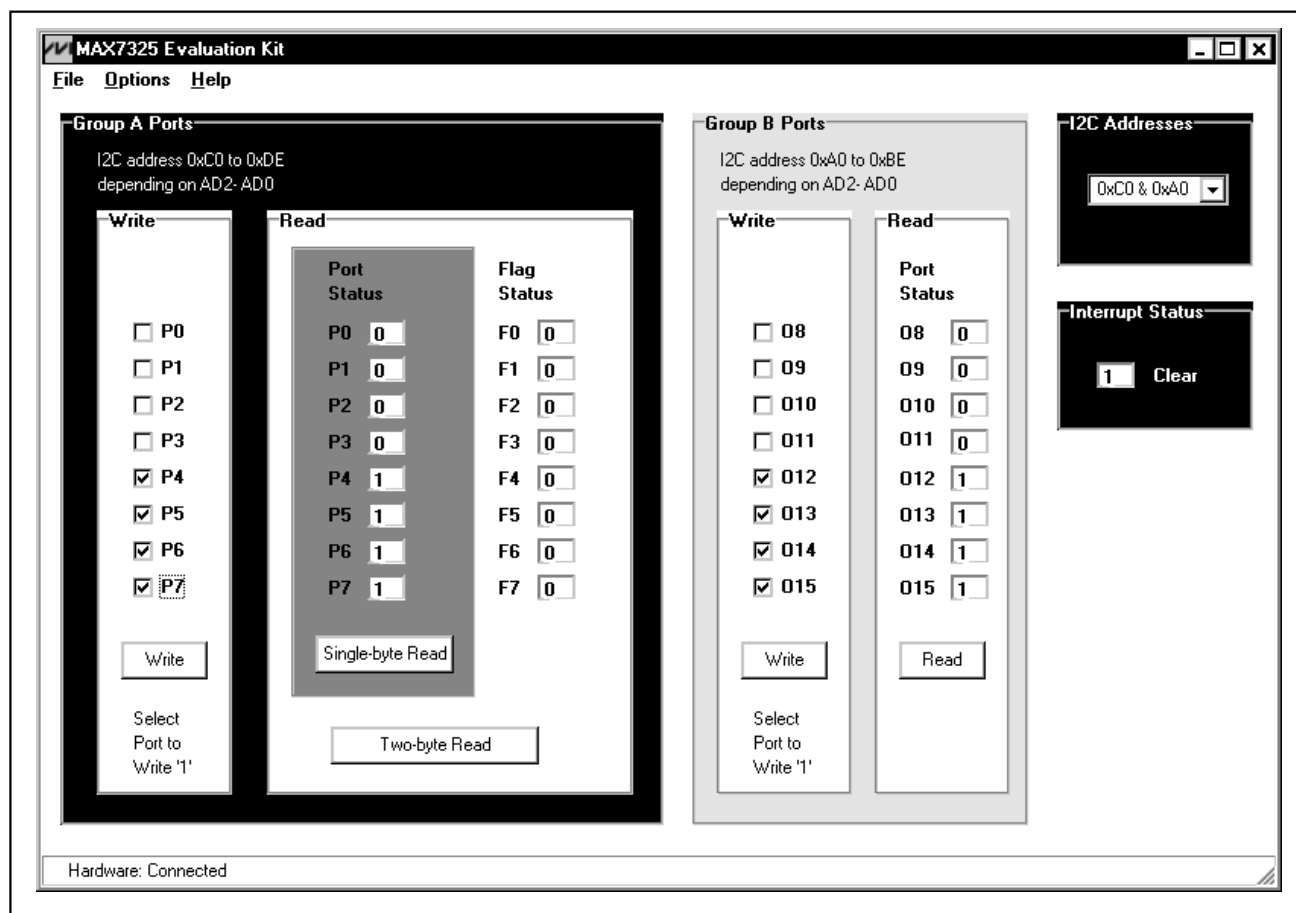 MAX7325 Evaluation Kit
File Options Help
Group A Ports
I2C address 0xC0 to 0xDE
depending on AD2- AD0
Write
P0
P1
P2
P3
P4
P5
P6
P7
Write
Select
Port to
Write '1'
Read
Port
Status
P0 0
P1 0
P2 0
P3 0
P4 1
P5 1
P6 1
P7 1
Single-byte Read
Flag
Status
F0 0
F1 0
F2 0
F3 0
F4 0
F5 0
F6 0
F7 0
Two-byte Read
Group B Ports
I2C address 0xA0 to 0xBE
depending on AD2- AD0
Write
O8
O9
O10
O11
O12
O13
O14
O15
Write
Select
Port to
Write '1'
Read
Port
Status
O8 0
O9 0
O10 0
O11 0
O12 1
O13 1
O14 1
O15 1
Read
I2C Addresses
0xC0 & 0xA0
Interrupt Status
1 Clear
Hardware: Connected